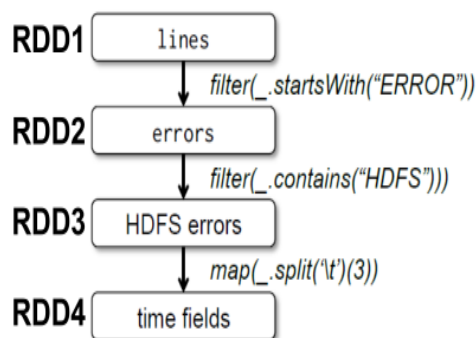 RDD1 lines
filter(_.startsWith(“ERROR”))
RDD2 errors
filter(_.contains(“HDFS”)))
RDD3 HDFS errors
map(_.split(‘\t’)(3))
RDD4 time fields